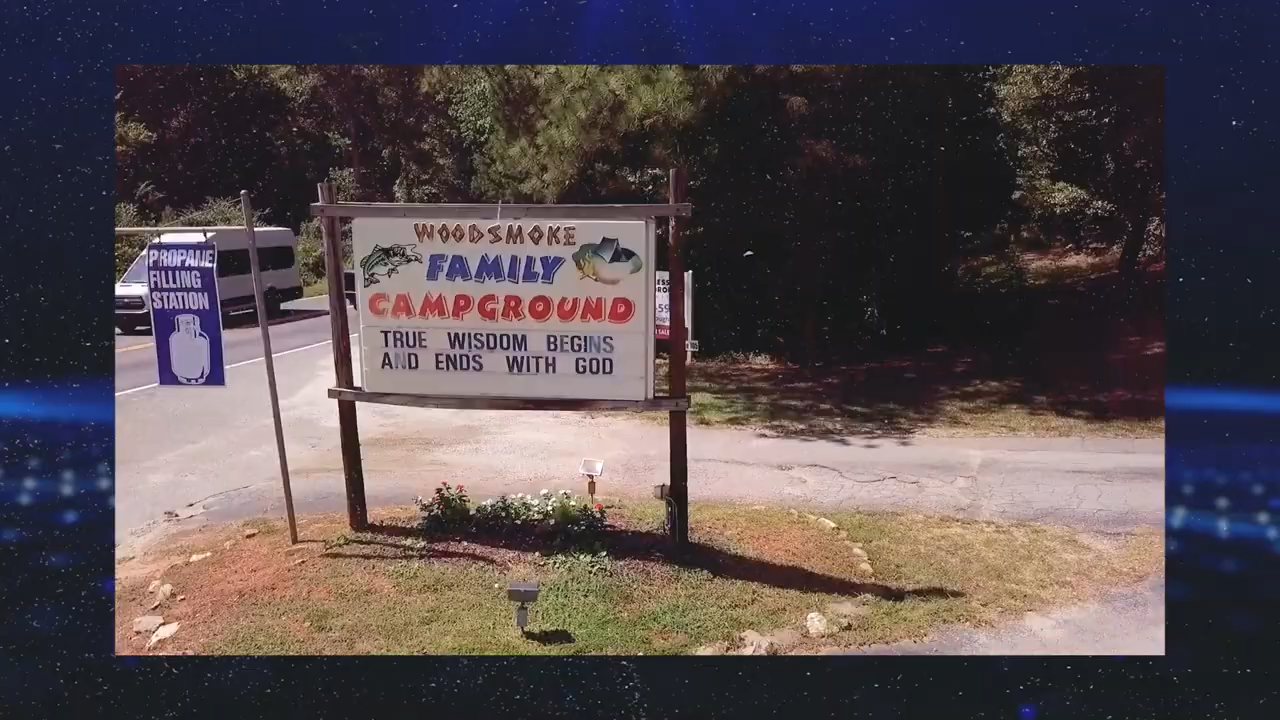 WOODSMOKE
FAMILY
CAMPGROUND
TRUE WISDOM BEGINS
AND ENDS WITH GOD
PROPANE
FILLING
STATION